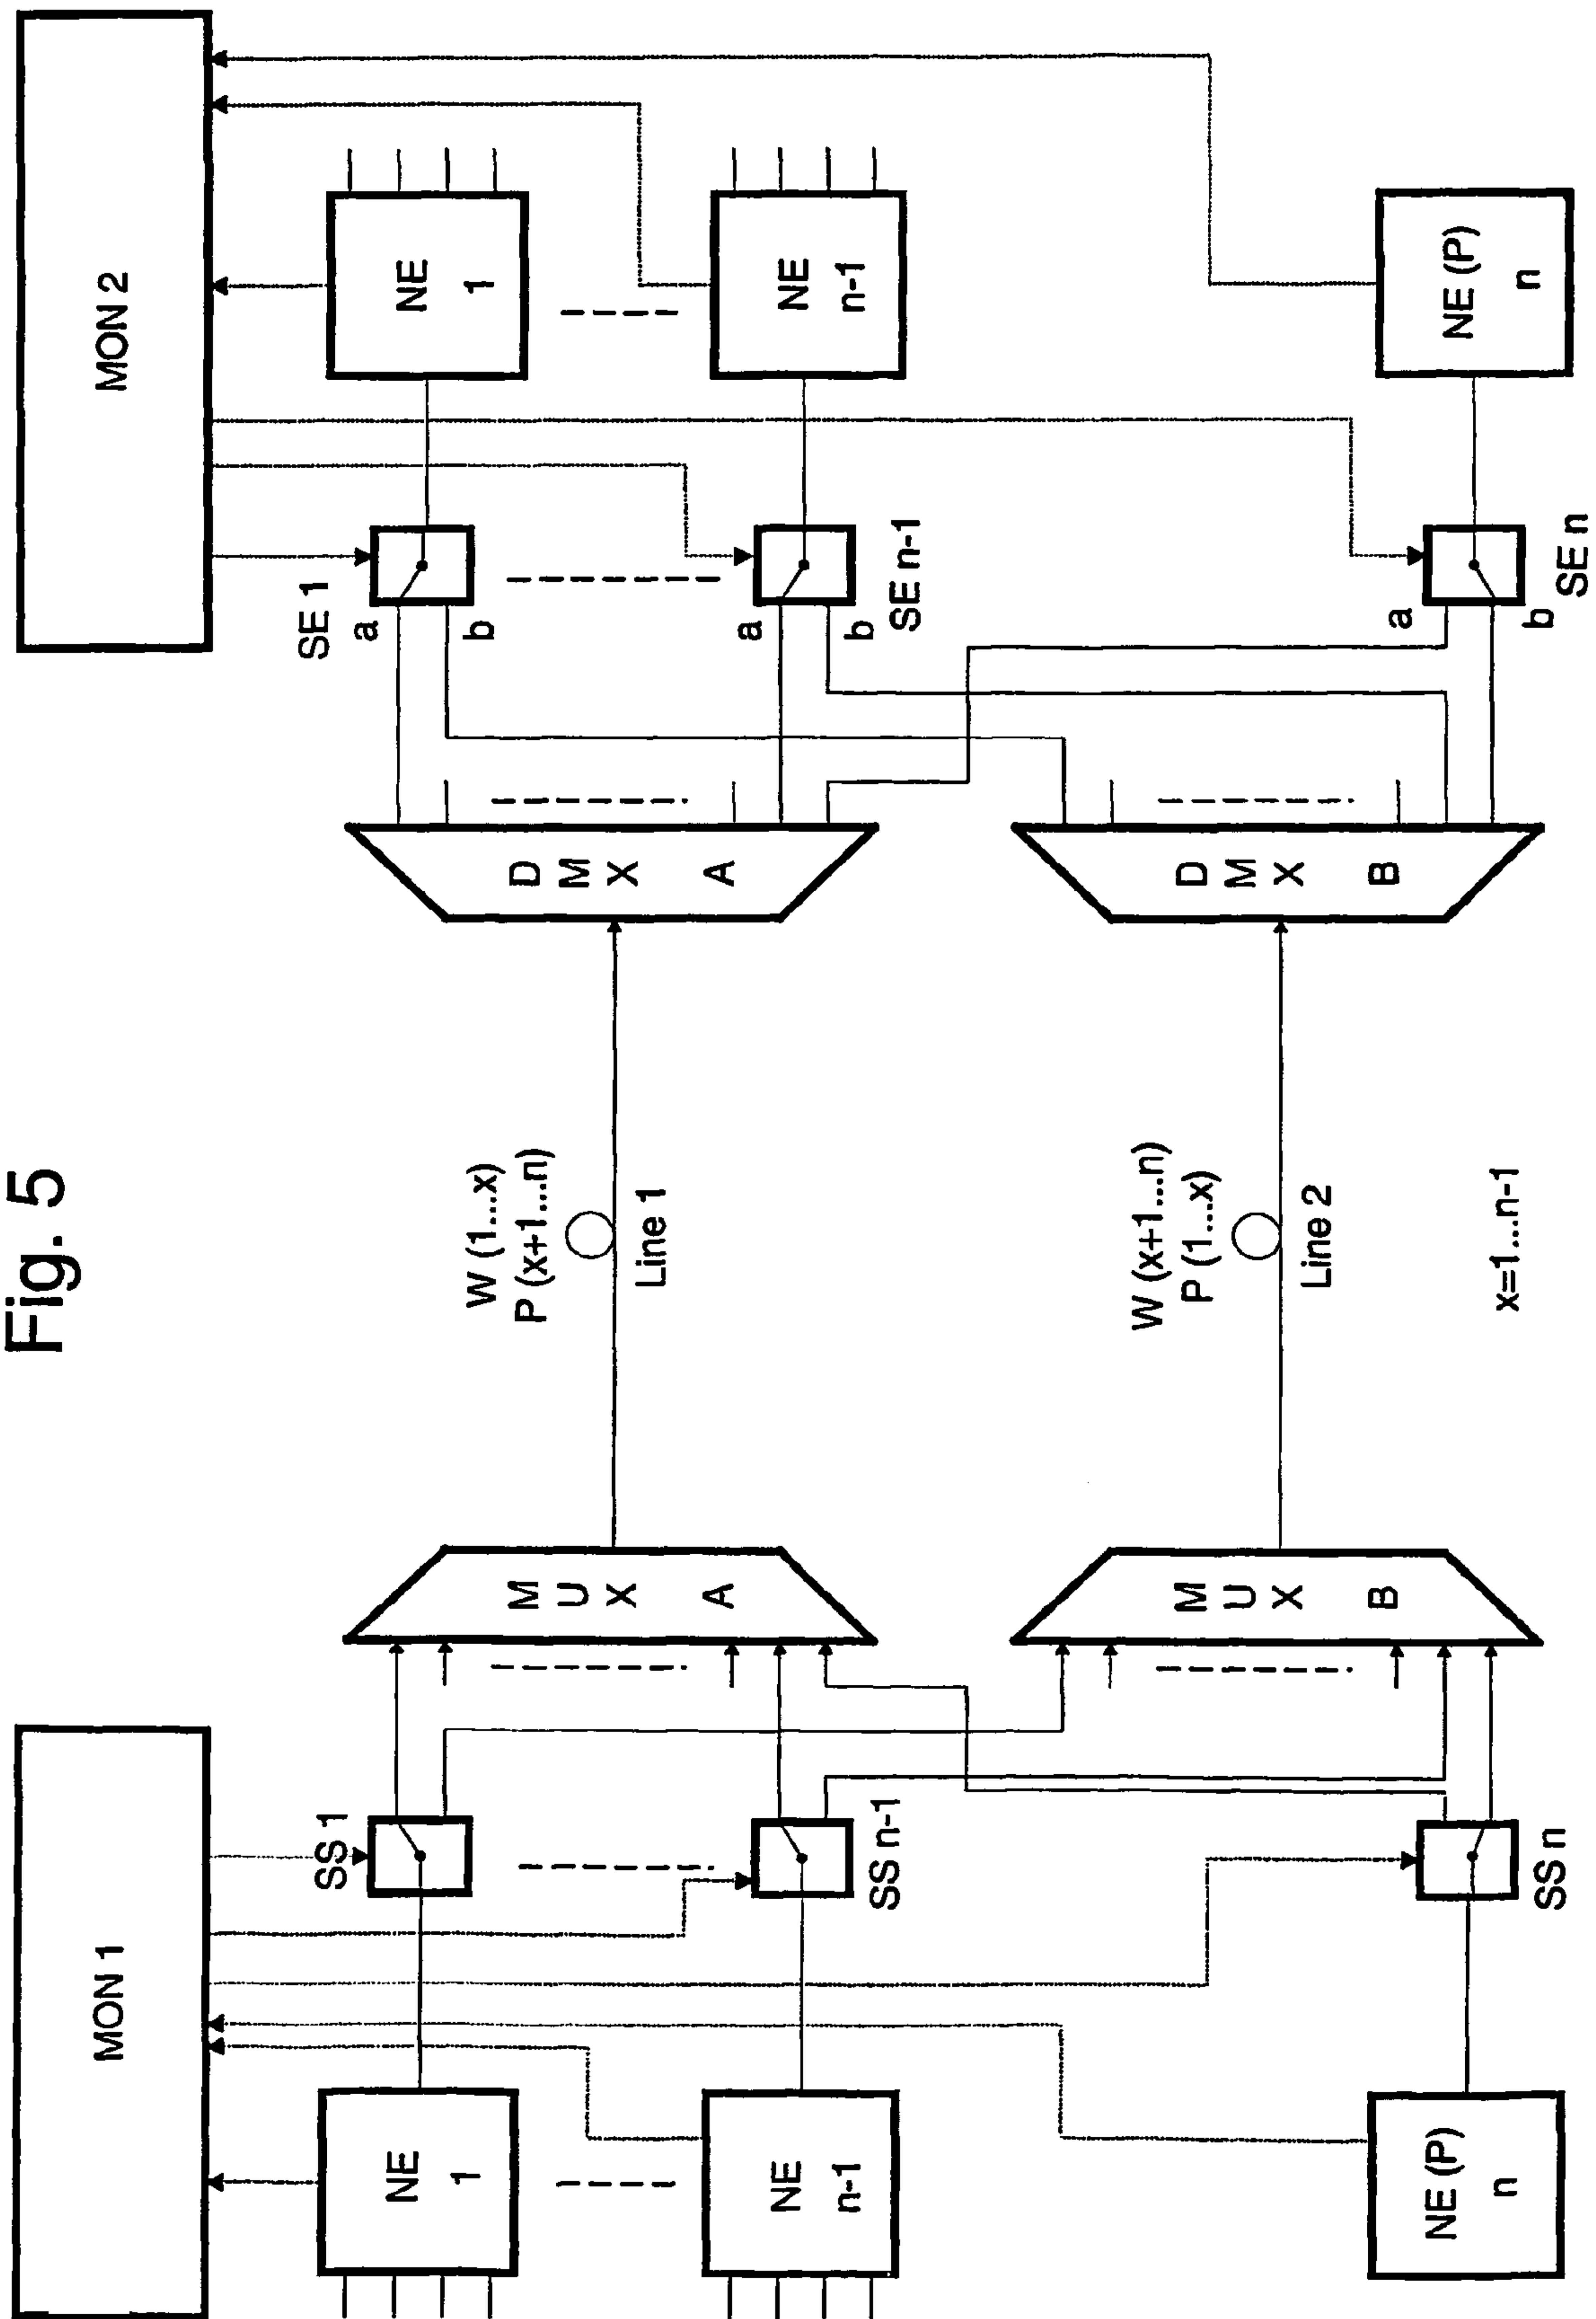 Fig. 5
MON 1
MON 2
NE
1
SS 1
M
U
X
A
W (1...x)
P (x+1...n)
Line 1
D
M
X
A
SE 1
a
b
NE
1
NE
n-1
SS n-1
a
b
SE n-1
NE
n-1
NE (P)
n
SS n
M
U
X
B
W (x+1...n)
P (1...x)
Line 2
x=1...n-1
D
M
X
B
a
b
SE n
NE (P)
n